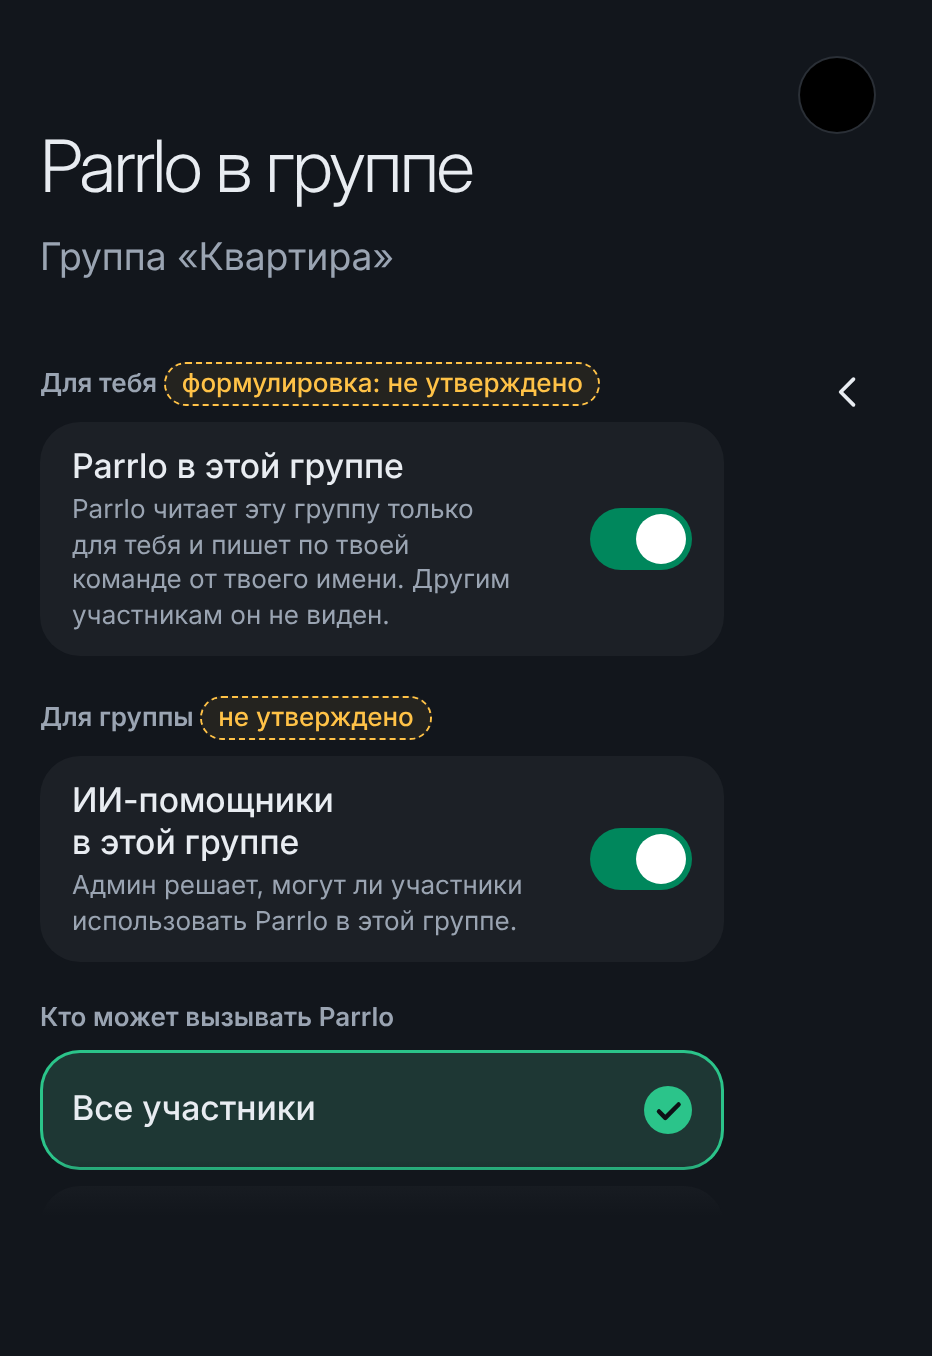 Parrlo в группе
Группа «Квартира»
Для тебя формулировка: не утверждено
Parrlo в этой группе
Parrlo читает эту группу только
для тебя и пишет по твоей
команде от твоего имени. Другим
участникам он не виден.
Для группы не утверждено
ИИ-помощники
в этой группе
Админ решает, могут ли участники
использовать Parrlo в этой группе.
Кто может вызывать Parrlo
Все участники